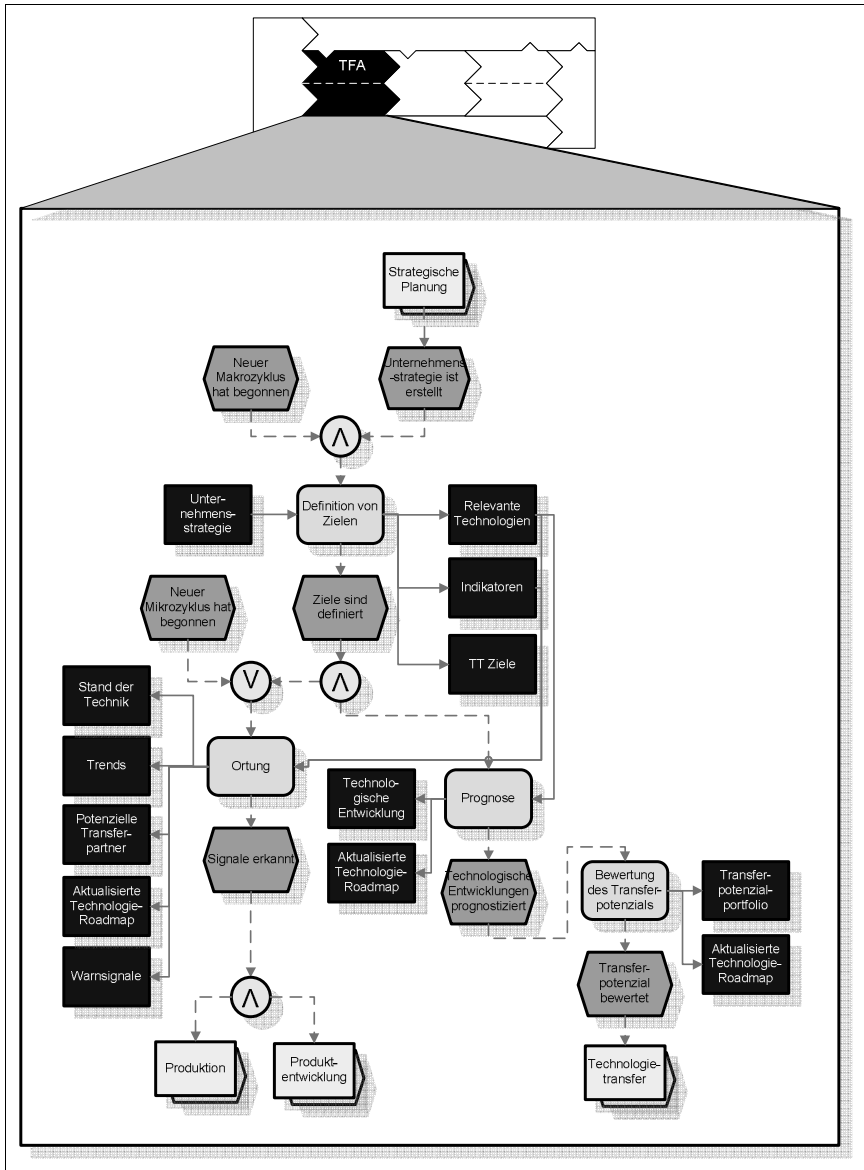 TFA
Strategische
Planung
Neuer
Makrozyklus
hat begonnen
Unternehmens
-strategie ist
erstellt
Λ
Unter-
nehmens-
strategie
Definition von
Zielen
Relevante
Technologien
Neuer
Mikrozyklus hat
begonnen
Ziele sind
definiert
Indikatoren
TT Ziele
V
Λ
Stand der
Technik
Trends
Ortung
Technolo-
gische
Entwicklung
Prognose
Potenzielle
Transfer-
partner
Signale erkannt
Aktualisierte
Technologie-
Roadmap
Technologische
Entwicklungen
prognostiziert
Bewertung
des Transfer-
potenzials
Transfer-
potenzial-
portfolio
Aktualisierte
Technologie-
Roadmap
Warnsignale
Transfer-
potenzial
bewertet
Aktualisierte
Technologie-
Roadmap
Λ
Produktion
Produkt-
entwicklung
Technologie-
transfer